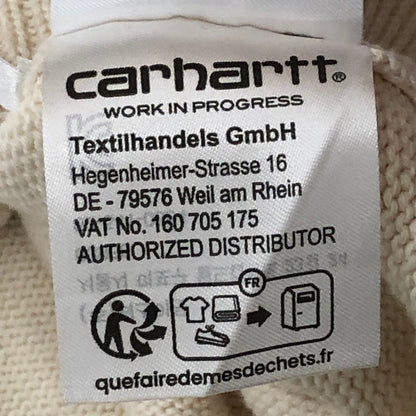 carhartt®
WORK IN PROGRESS
Textilhandels GmbH
Hegenheimer-Strasse 16
DE - 79576 Weil am Rhein
VAT No. 160 705 175
AUTHORIZED DISTRIBUTOR
FR
quefairedemesdechets.fr